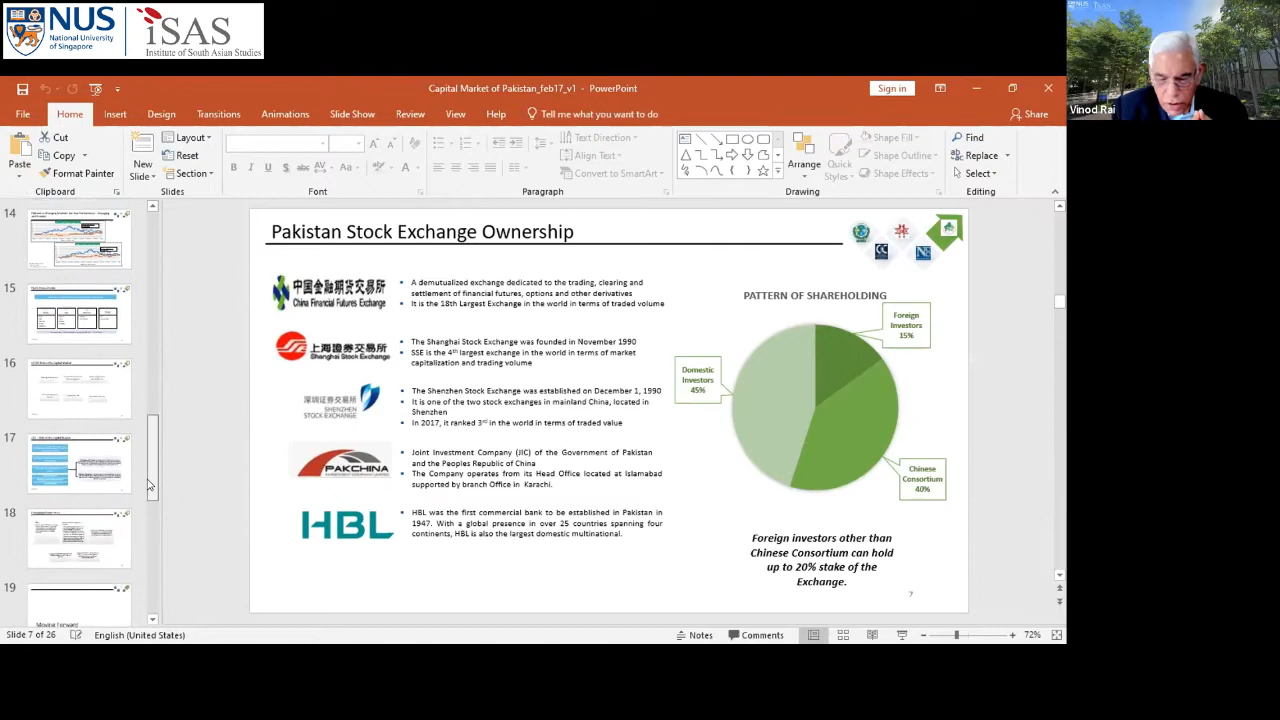 NUS
National University
of Singapore
iSAS
Institute of South Asian Studies
Vinod Rai
Capital Market of Pakistan_feb17_v1 - PowerPoint
Sign in
File Home Insert Design Transitions Animations Slide Show Review View Help Tell me what you want to do Share
Paste
Cut
Copy
Format Painter
Clipboard
New
Slide
Layout
Reset
Section
Slides
Font
Text Direction
Align Text
Convert to SmartArt
Paragraph
Arrange
Quick
Styles
Shape Fill
Shape Outline
Shape Effects
Drawing
Find
Replace
Select
Editing
14
15
16
17
18
19
Moving Forward
Pakistan Stock Exchange Ownership
中国金融期货交易所
China Financial Futures Exchange
A demutualized exchange dedicated to the trading, clearing and
settlement of financial futures, options and other derivatives
It is the 18th Largest Exchange in the world in terms of traded volume
上海證券交易所
Shanghai Stock Exchange
The Shanghai Stock Exchange was founded in November 1990
SSE is the 4th largest exchange in the world in terms of market
capitalization and trading volume
深圳证券交易所
SHENZHEN
STOCK EXCHANGE
The Shenzhen Stock Exchange was established on December 1, 1990
It is one of the two stock exchanges in mainland China, located in
Shenzhen
In 2017, it ranked 3rd in the world in terms of traded value
PAKCHINA
Joint Investment Company (JIC) of the Government of Pakistan
and the Peoples Republic of China
The Company operates from its Head Office located at Islamabad
supported by branch Office in Karachi.
HBL
HBL was the first commercial bank to be established in Pakistan in
1947. With a global presence in over 25 countries spanning four
continents, HBL is also the largest domestic multinational.
PATTERN OF SHAREHOLDING
Foreign
Investors
15%
Domestic
Investors
45%
Chinese
Consortium
40%
Foreign investors other than
Chinese Consortium can hold
up to 20% stake of the
Exchange.
7
Slide 7 of 26
English (United States)
Notes
Comments
72%